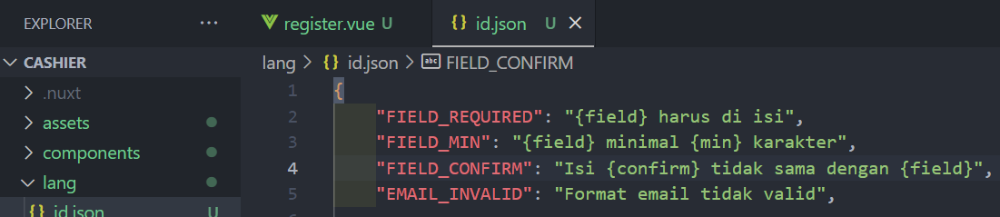 EXPLORER ... register.vue U {} id.json U ×
CASHIER lang > {} id.json > abc FIELD_CONFIRM
.nuxt 1 {
assets 2 "FIELD_REQUIRED": "{field} harus di isi",
components 3 "FIELD_MIN": "{field} minimal {min} karakter",
4 "FIELD_CONFIRM": "Isi {confirm} tidak sama dengan {field}",
lang 5 "EMAIL_INVALID": "Format email tidak valid",
{} id.json U